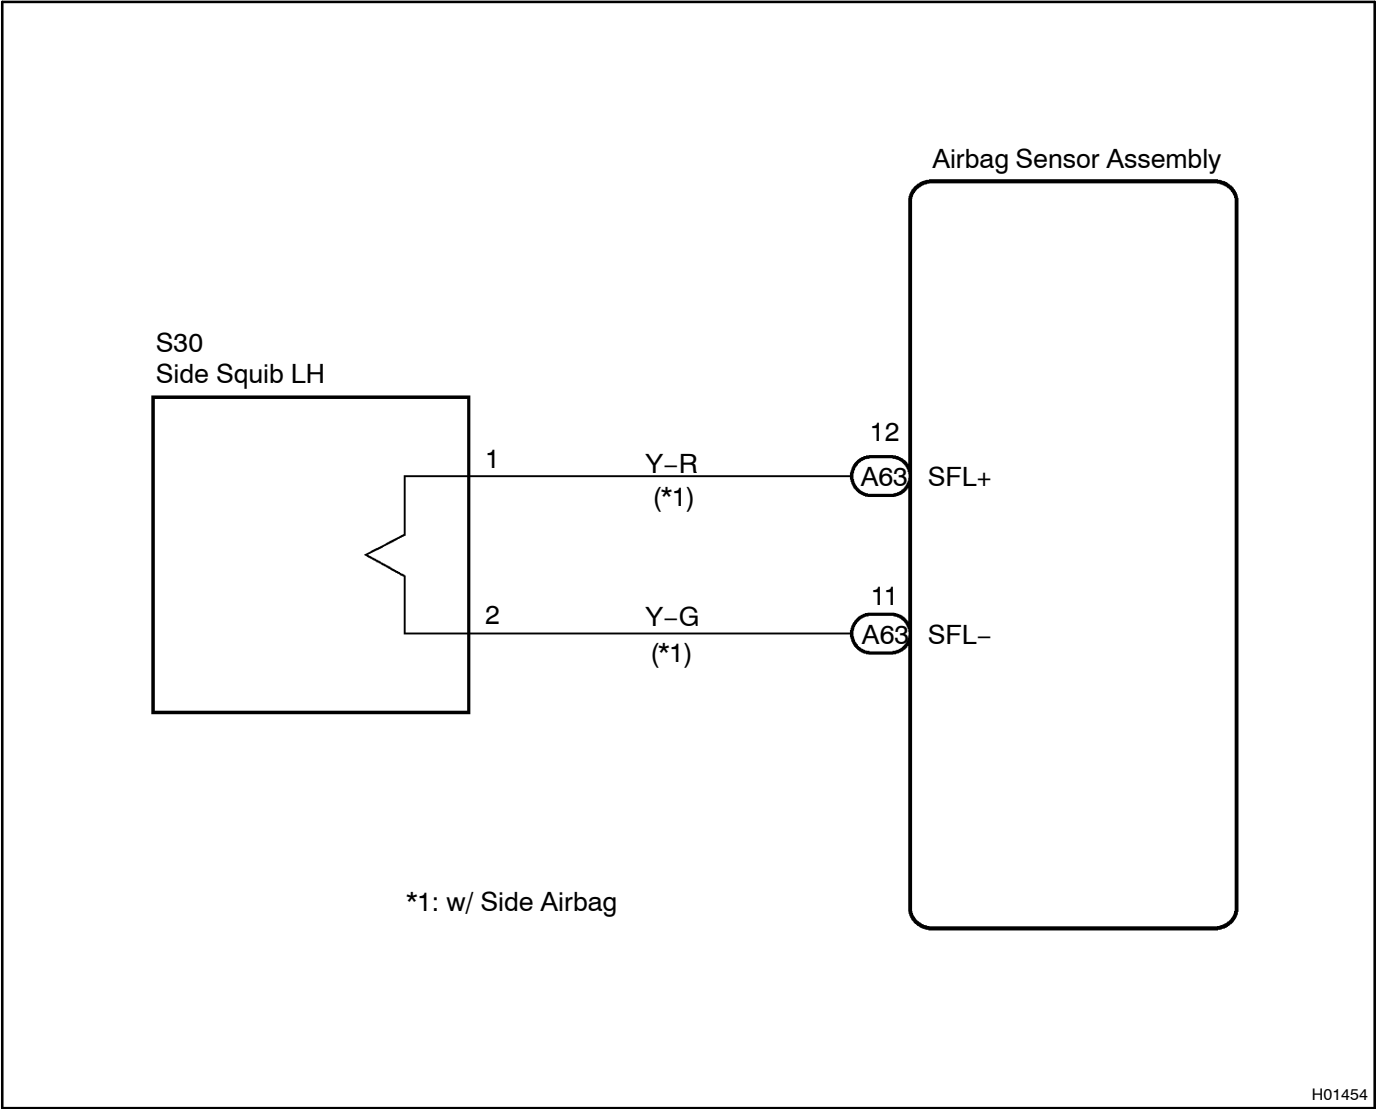 Airbag Sensor Assembly
S30
Side Squib LH
12
1
Y−R
A63
SFL+
(*1)
11
2
Y−G
A63
SFL−
(*1)
*1: w/ Side Airbag
H01454